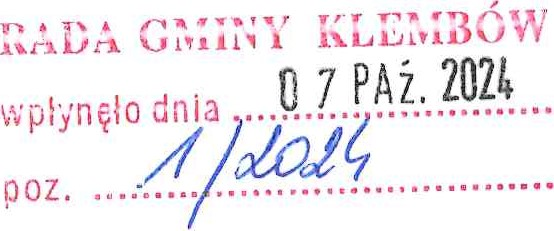 RADA GMINY KLEMBÓW
wpłynęło dnia 07 PAŹ. 2024
poz. 1/2024